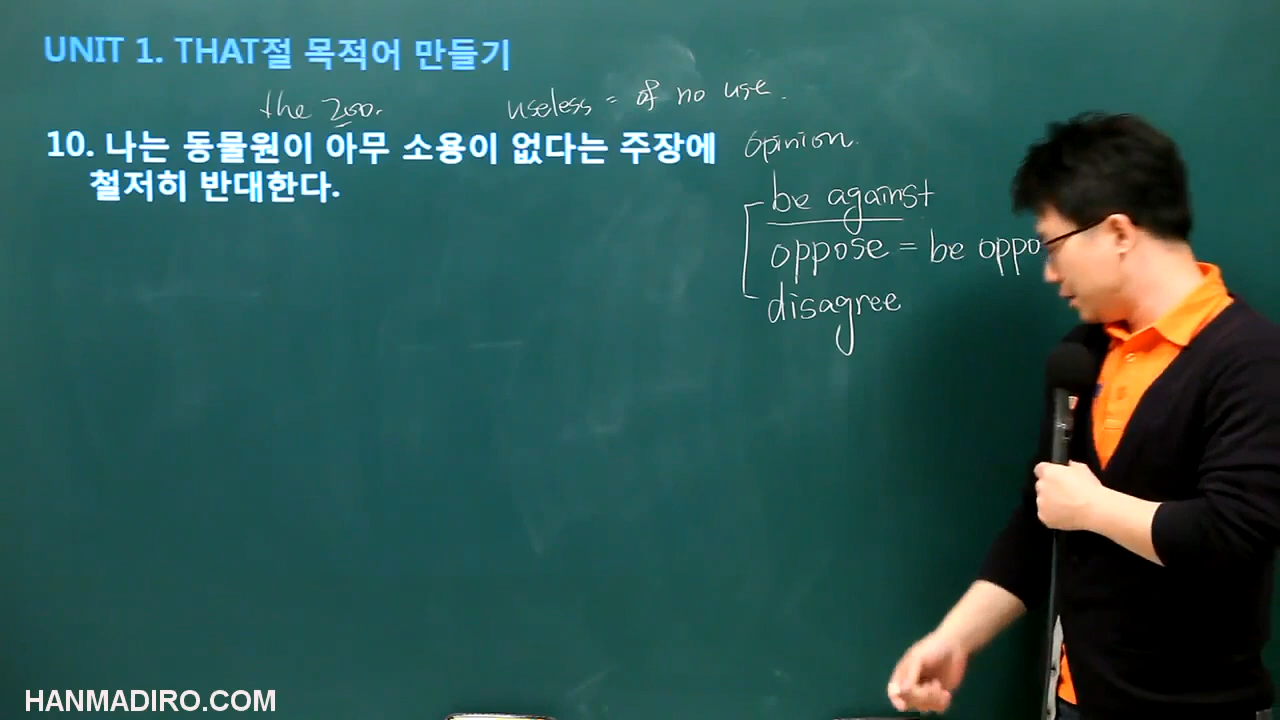 UNIT 1. THAT절 목적어 만들기
the zoo. useless = of no use.
10. 나는 동물원이 아무 소용이 없다는 주장에 opinion.
철저히 반대한다.
be against
oppose = be oppo
disagree
HANMADIRO.COM